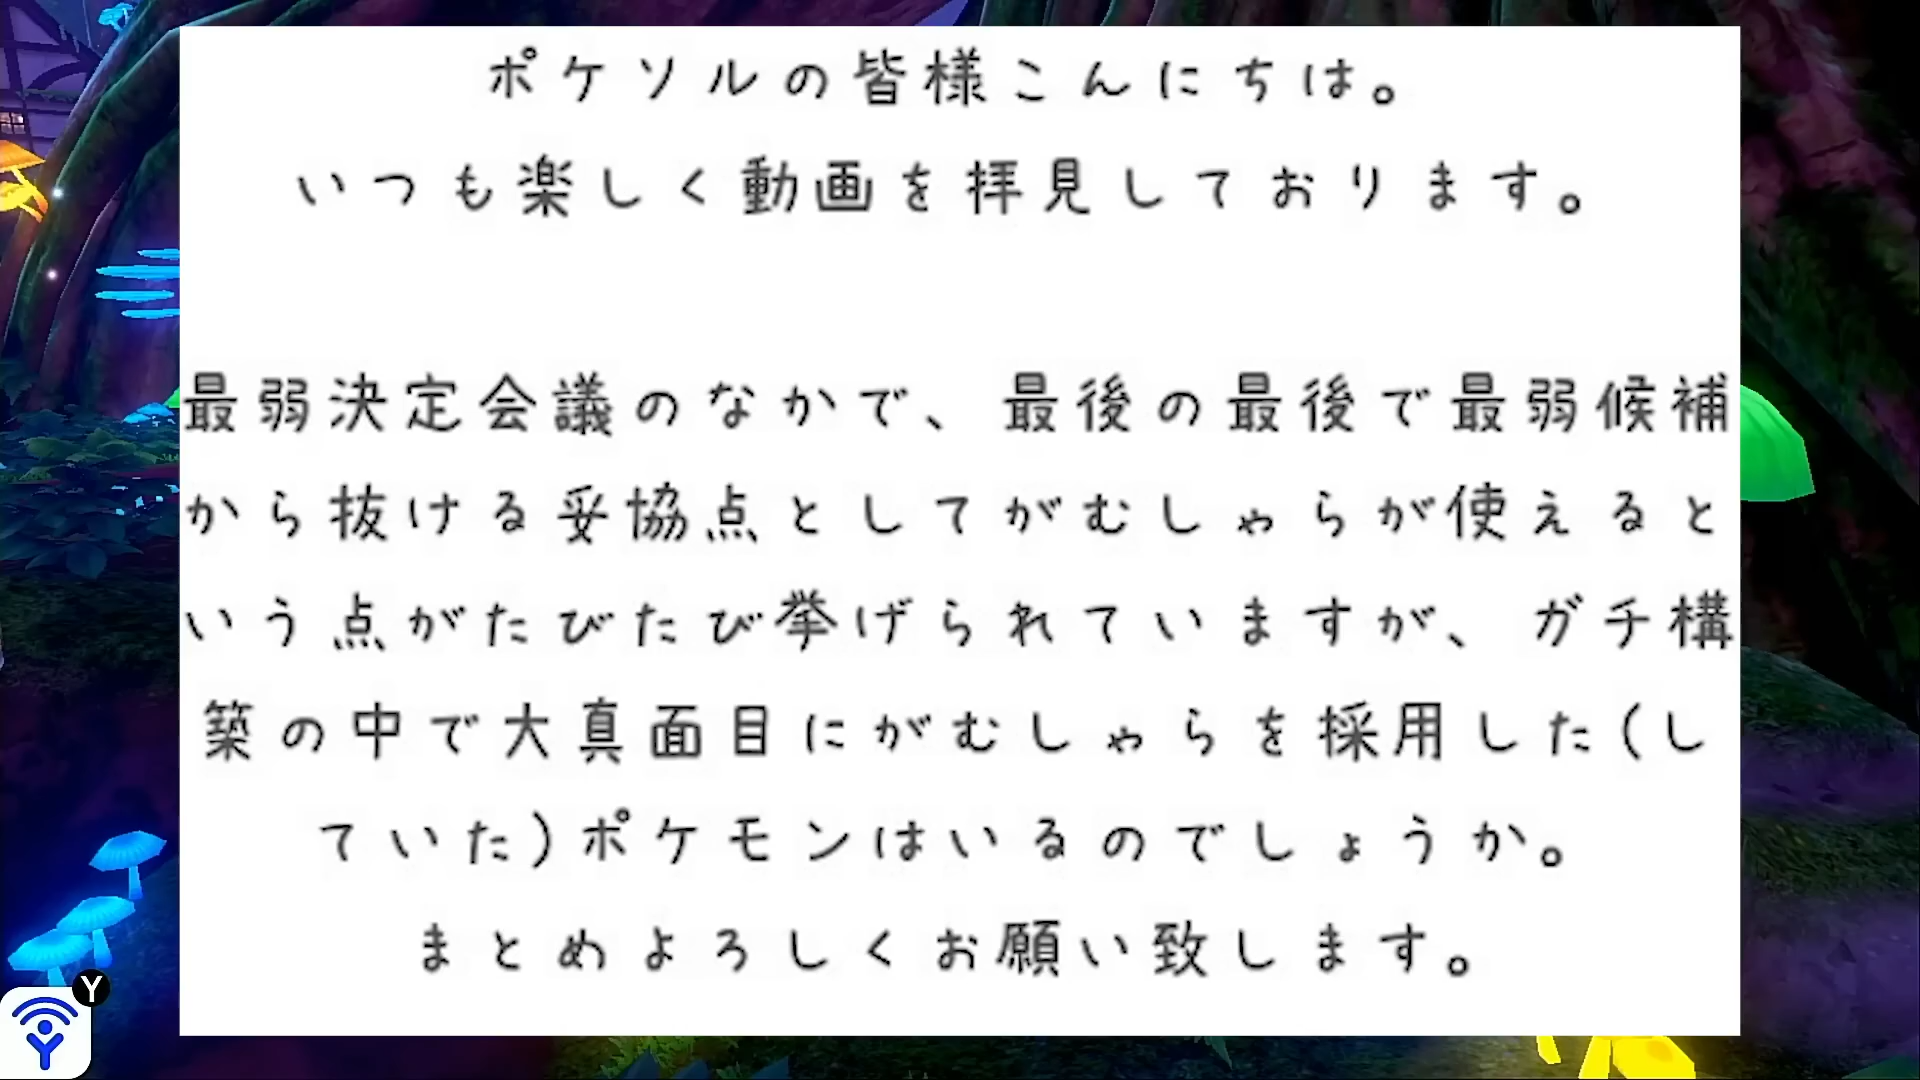 ポケソルの皆様こんにちは。
いつも楽しく動画を拝見しております。
最弱決定会議のなかで、最後の最後で最弱候補
から抜ける妥協点としてがむしゃらが使えると
いう点がたびたび挙げられていますが、ガチ構
築の中で大真面目にがむしゃらを採用した(し
ていた)ポケモンはいるのでしょうか。
まとめよろしくお願い致します。
Y